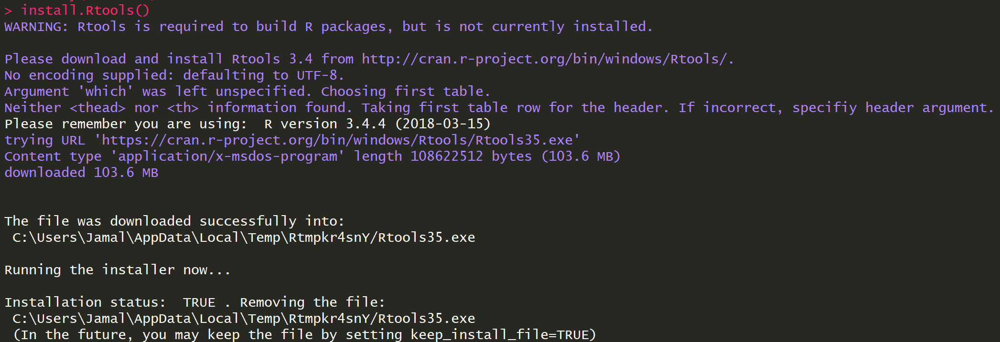 > install.Rtools()
WARNING: Rtools is required to build R packages, but is not currently installed.
Please download and install Rtools 3.4 from http://cran.r-project.org/bin/windows/Rtools/.
No encoding supplied: defaulting to UTF-8.
Argument 'which' was left unspecified. Choosing first table.
Neither <thead> nor <th> information found. Taking first table row for the header. If incorrect, specifiy header argument.
Please remember you are using:  R version 3.4.4 (2018-03-15)
trying URL 'https://cran.r-project.org/bin/windows/Rtools/Rtools35.exe'
Content type 'application/x-msdos-program' length 108622512 bytes (103.6 MB)
downloaded 103.6 MB
The file was downloaded successfully into:
 C:\Users\Jamal\AppData\Local\Temp\Rtmpkr4snY/Rtools35.exe
Running the installer now...
Installation status:  TRUE . Removing the file:
 C:\Users\Jamal\AppData\Local\Temp\Rtmpkr4snY/Rtools35.exe
 (In the future, you may keep the file by setting keep_install_file=TRUE)